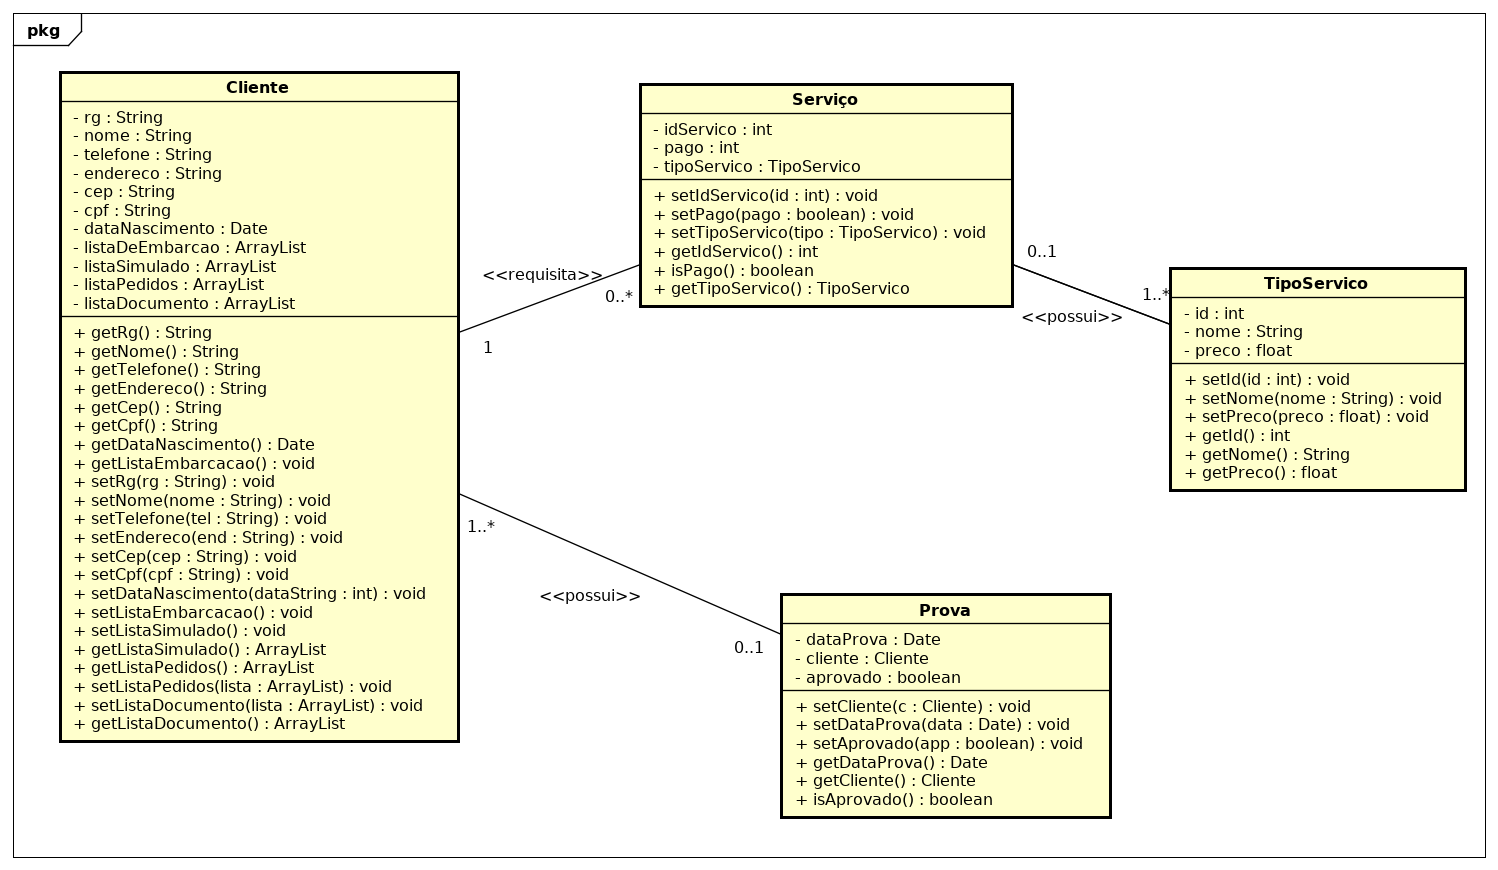 pkg
Cliente
- rg : String
- nome : String
- telefone : String
- endereco : String
- cep : String
- cpf : String
- dataNascimento : Date
- listaDeEmbarcao : ArrayList
- listaSimulado : ArrayList
- listaPedidos : ArrayList
- listaDocumento : ArrayList
+ getRg() : String
+ getNome() : String
+ getTelefone() : String
+ getEndereco() : String
+ getCep() : String
+ getCpf() : String
+ getDataNascimento() : Date
+ getListaEmbarcacao() : void
+ setRg(rg : String) : void
+ setNome(nome : String) : void
+ setTelefone(tel : String) : void
+ setEndereco(end : String) : void
+ setCep(cep : String) : void
+ setCpf(cpf : String) : void
+ setDataNascimento(dataString : int) : void
+ setListaEmbarcacao() : void
+ setListaSimulado() : void
+ getListaSimulado() : ArrayList
+ getListaPedidos() : ArrayList
+ setListaPedidos(lista : ArrayList) : void
+ setListaDocumento(lista : ArrayList) : void
+ getListaDocumento() : ArrayList
<<requisita>>
0..*
1
Serviço
- idServico : int
- pago : int
- tipoServico : TipoServico
+ setIdServico(id : int) : void
+ setPago(pago : boolean) : void
+ setTipoServico(tipo : TipoServico) : void
+ getIdServico() : int
+ isPago() : boolean
+ getTipoServico() : TipoServico
0..1
1..*
<<possui>>
TipoServico
- id : int
- nome : String
- preco : float
+ setId(id : int) : void
+ setNome(nome : String) : void
+ setPreco(preco : float) : void
+ getId() : int
+ getNome() : String
+ getPreco() : float
1..*
<<possui>>
0..1
Prova
- dataProva : Date
- cliente : Cliente
- aprovado : boolean
+ setCliente(c : Cliente) : void
+ setDataProva(data : Date) : void
+ setAprovado(app : boolean) : void
+ getDataProva() : Date
+ getCliente() : Cliente
+ isAprovado() : boolean